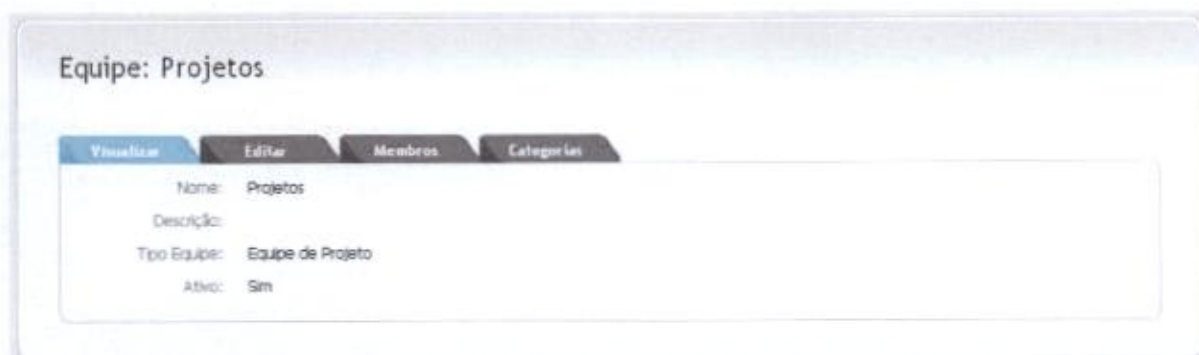 Equipe: Projetos
Visualizar Editar Membros Categorias
Nome: Projetos
Descrição:
Tipo Equipe: Equipe de Projeto
Ativo: Sim